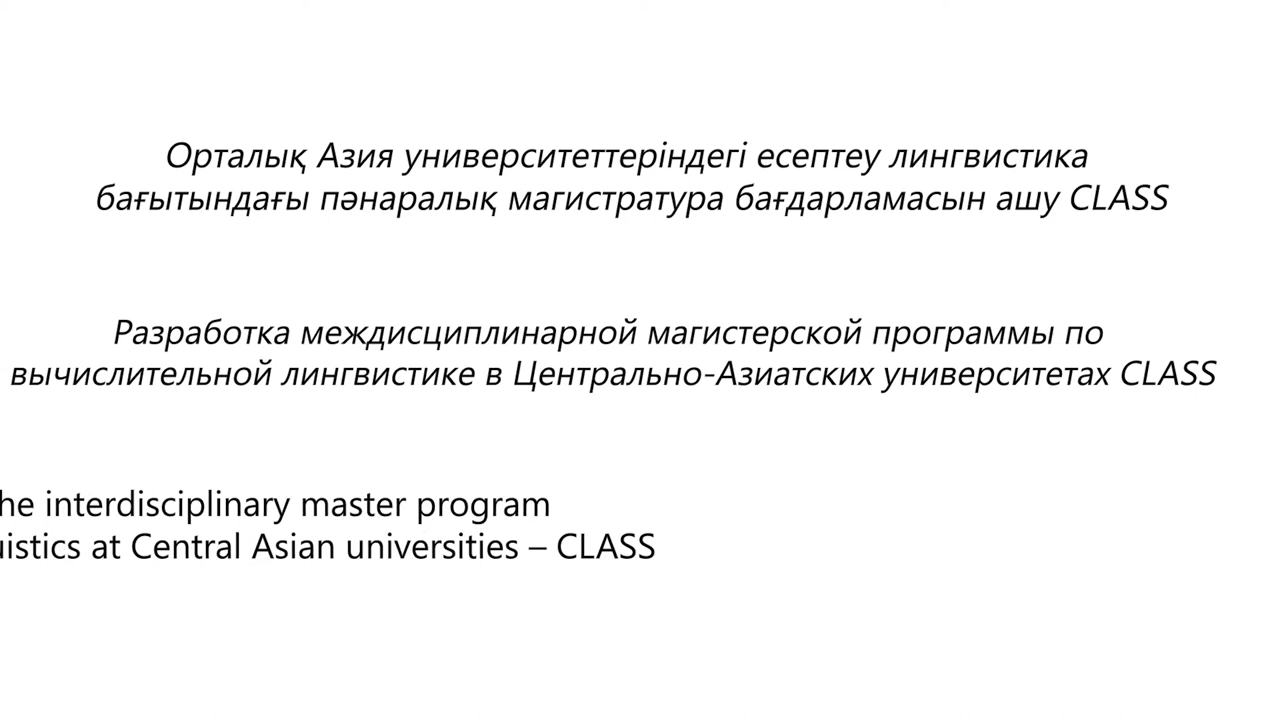 Орталық Азия университеттеріндегі есептеу лингвистика
бағытындағы пәнаралық магистратура бағдарламасын ашу CLASS
Разработка междисциплинарной магистерской программы по
вычислительной лингвистике в Центрально-Азиатских университетах CLASS
he interdisciplinary master program
uistics at Central Asian universities – CLASS